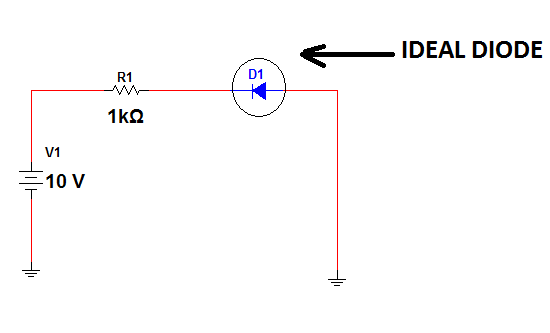 IDEAL DIODE
D1
R1
1kΩ
V1
10 V